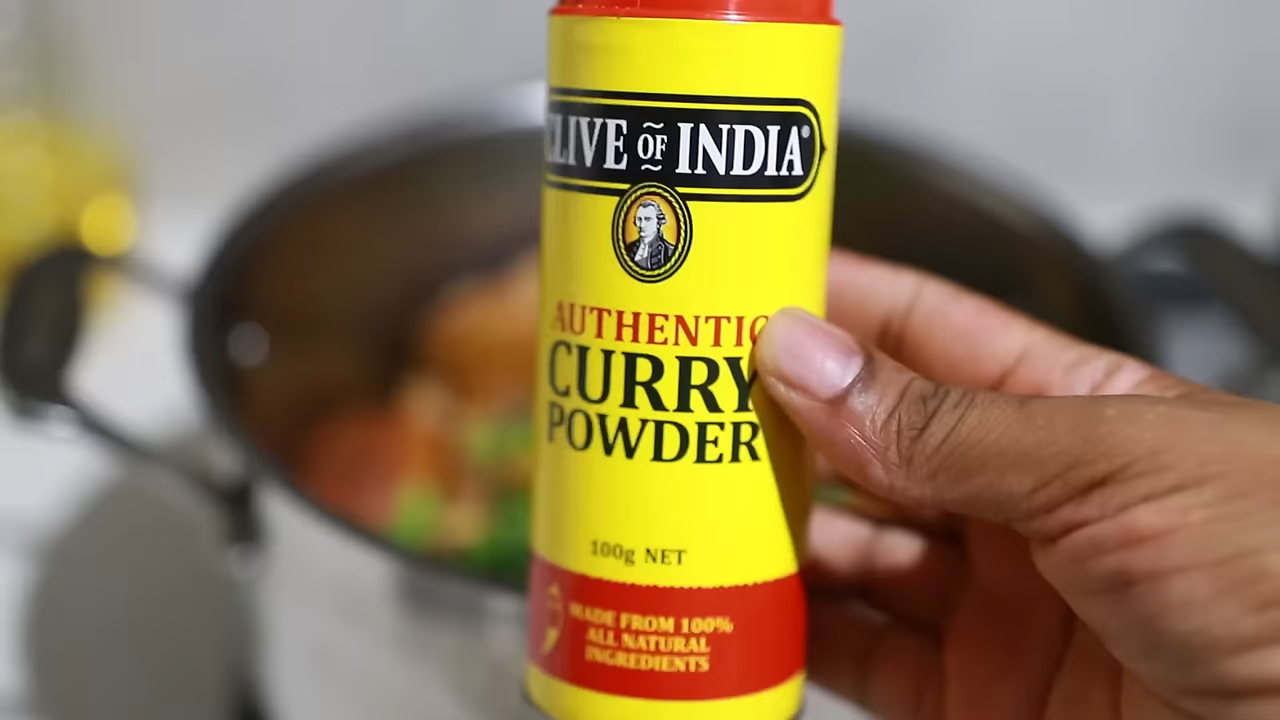 CLIVE OF INDIA®
AUTHENTIC
CURRY
POWDER
100g NET
MADE FROM 100%
ALL NATURAL
INGREDIENTS